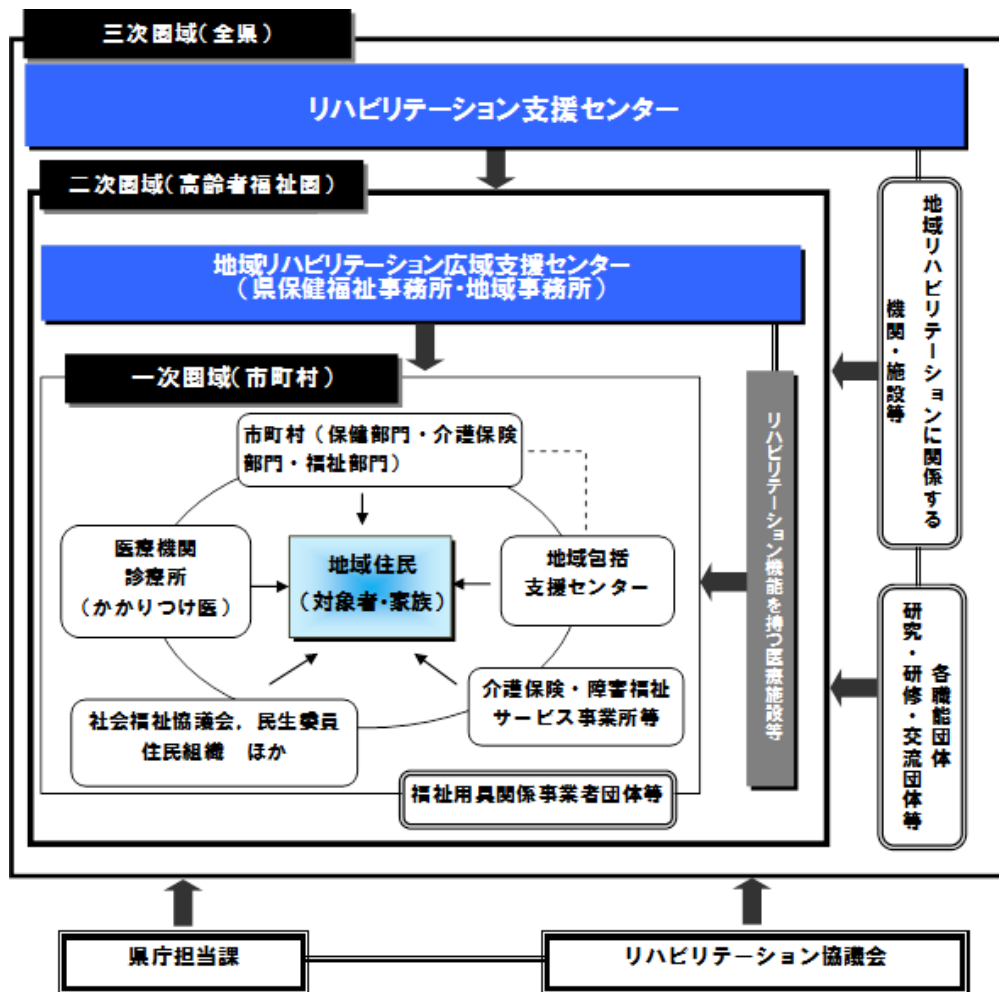 三次圏域(全県)
リハビリテーション支援センター
二次圏域(高齢者福祉圏)
地域リハビリテーション広域支援センター
(県保健福祉事務所・地域事務所)
一次圏域(市町村)
市町村(保健部門・介護保険
部門・福祉部門)
医療機関
診療所
(かかりつけ医)
地域住民
(対象者・家族)
地域包括
支援センター
社会福祉協議会，民生委員
住民組織　ほか
介護保険・障害福祉
サービス事業所等
福祉用具関係事業者団体等
リハビリテーション機能を持つ医療施設等
地域リハビリテーションに関係する
機関・施設等
各職能団体
研究・研修・交流団体等
県庁担当課
リハビリテーション協議会